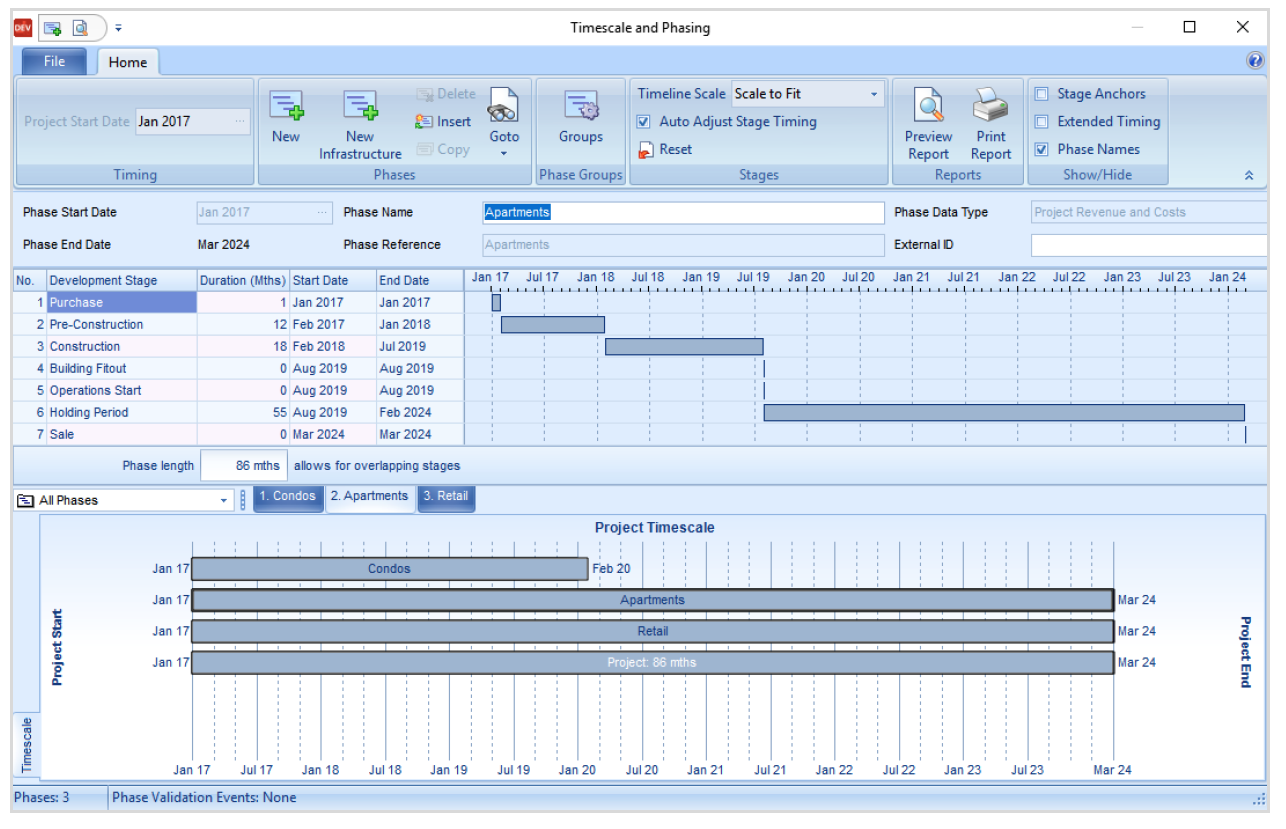 DEV
Timescale and Phasing
File Home
Project Start Date Jan 2017 ...
Timing
New
New Infrastructure
Delete
Insert
Copy
Goto
Phases
Groups
Phase Groups
Timeline Scale Scale to Fit
Auto Adjust Stage Timing
Reset
Stages
Preview Report
Print Report
Reports
Stage Anchors
Extended Timing
Phase Names
Show/Hide
Phase Start Date Jan 2017 ... Phase Name Apartments Phase Data Type Project Revenue and Costs
Phase End Date Mar 2024 Phase Reference Apartments External ID
No. Development Stage Duration (Mths) Start Date End Date Jan 17 Jul 17 Jan 18 Jul 18 Jan 19 Jul 19 Jan 20 Jul 20 Jan 21 Jul 21 Jan 22 Jul 22 Jan 23 Jul 23 Jan 24
1 Purchase 1 Jan 2017 Jan 2017
2 Pre-Construction 12 Feb 2017 Jan 2018
3 Construction 18 Feb 2018 Jul 2019
4 Building Fitout 0 Aug 2019 Aug 2019
5 Operations Start 0 Aug 2019 Aug 2019
6 Holding Period 55 Aug 2019 Feb 2024
7 Sale 0 Mar 2024 Mar 2024
Phase length 86 mths allows for overlapping stages
All Phases 1. Condos 2. Apartments 3. Retail
Project Timescale
Jan 17 Condos Feb 20
Jan 17 Apartments Mar 24
Jan 17 Retail Mar 24
Jan 17 Project: 86 mths Mar 24
Project Start
Project End
Timescale
Jan 17 Jul 17 Jan 18 Jul 18 Jan 19 Jul 19 Jan 20 Jul 20 Jan 21 Jul 21 Jan 22 Jul 22 Jan 23 Jul 23 Mar 24
Phases: 3 Phase Validation Events: None